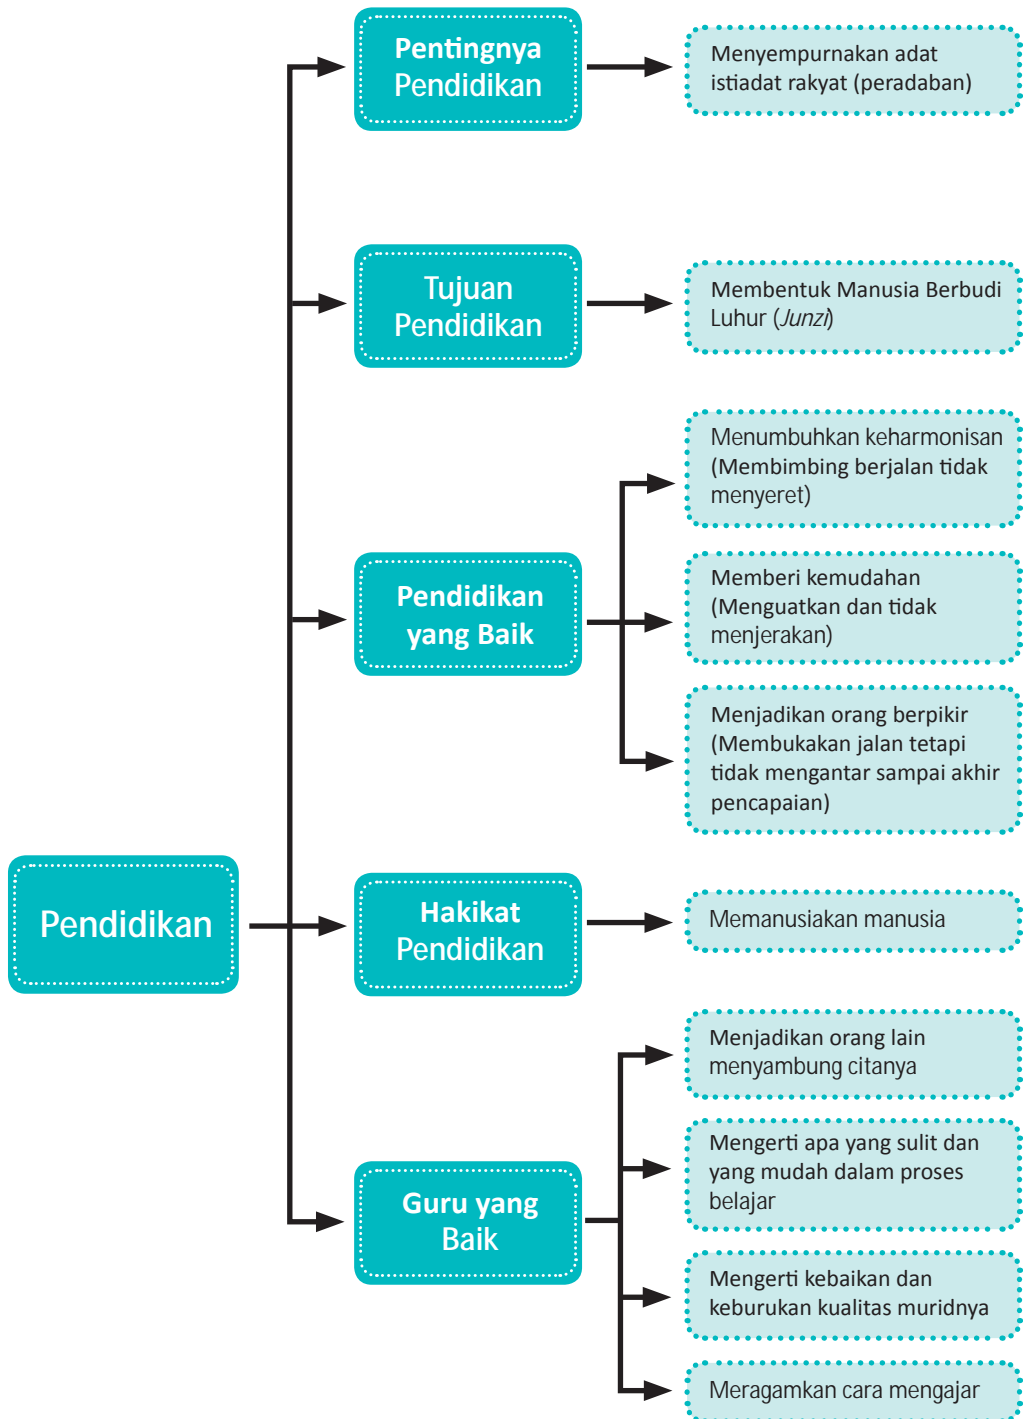 Pentingnya
Pendidikan
Menyempurnakan adat
istiadat rakyat (peradaban)
Tujuan
Pendidikan
Membentuk Manusia Berbudi
Luhur (Junzi)
Pendidikan
yang Baik
Menumbuhkan keharmonisan
(Membimbing berjalan tidak
menyeret)
Memberi kemudahan
(Menguatkan dan tidak
menjerakan)
Menjadikan orang berpikir
(Membukakan jalan tetapi
tidak mengantar sampai akhir
pencapaian)
Pendidikan
Hakikat
Pendidikan
Memanusiakan manusia
Guru yang
Baik
Menjadikan orang lain
menyambung citanya
Mengerti apa yang sulit dan
yang mudah dalam proses
belajar
Mengerti kebaikan dan
keburukan kualitas muridnya
Meragamkan cara mengajar